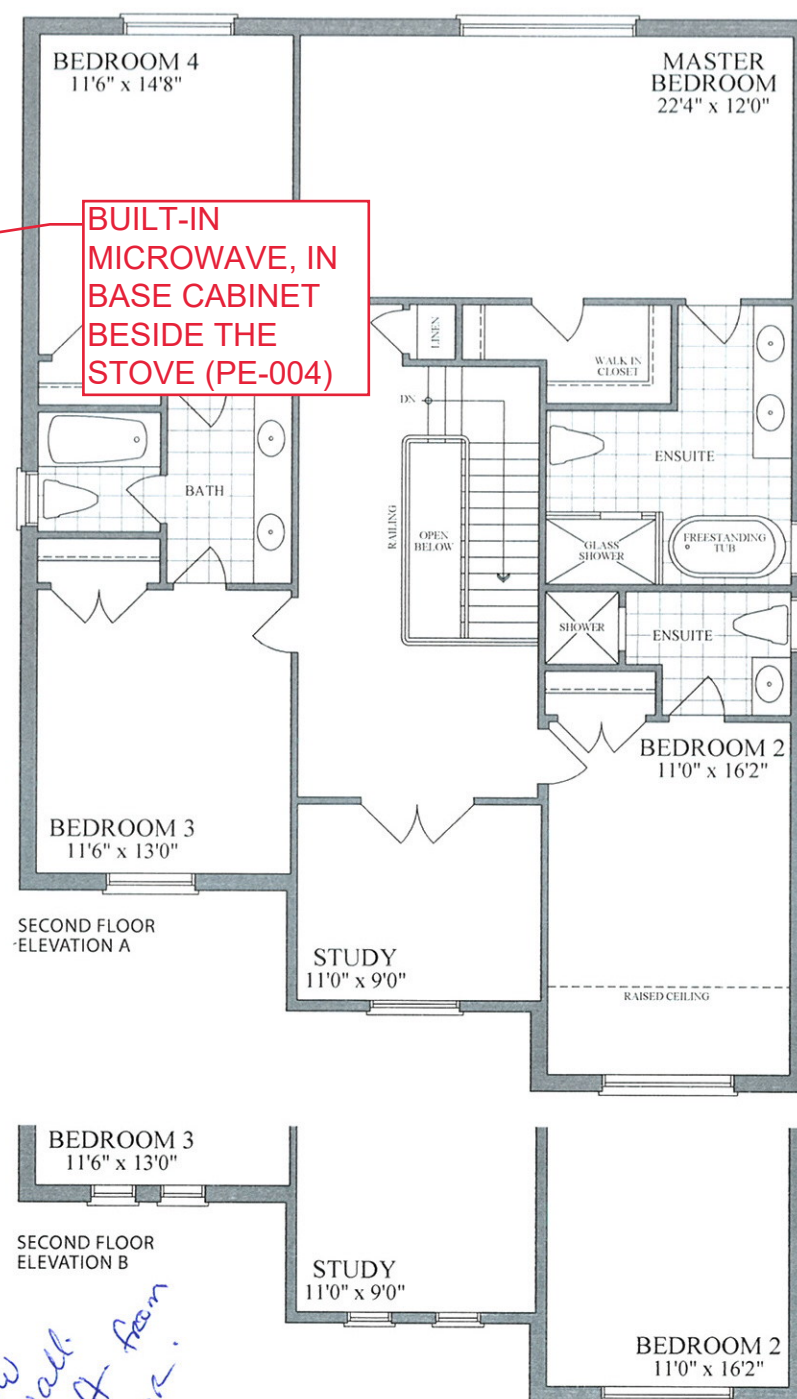 BEDROOM 4
11'6" x 14'8"
MASTER
BEDROOM
22'4" x 12'0"
BUILT-IN
MICROWAVE, IN
BASE CABINET
BESIDE THE
STOVE (PE-004)
LINEN
WALK IN
CLOSET
DN
ENSUITE
BATH
RAILING
OPEN
BELOW
GLASS
SHOWER
FREESTANDING
TUB
SHOWER
ENSUITE
BEDROOM 2
11'0" x 16'2"
BEDROOM 3
11'6" x 13'0"
SECOND FLOOR
ELEVATION A
STUDY
11'0" x 9'0"
RAISED CEILING
BEDROOM 3
11'6" x 13'0"
SECOND FLOOR
ELEVATION B
STUDY
11'0" x 9'0"
BEDROOM 2
11'0" x 16'2"
from